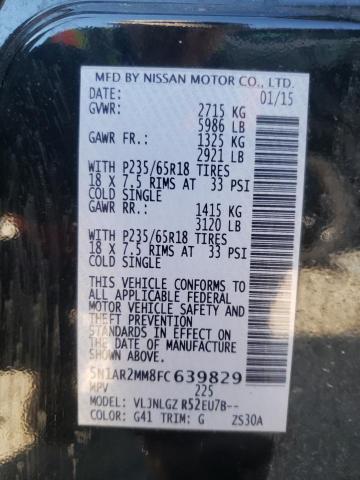 MFD BY NISSAN MOTOR CO., LTD.
DATE: 01/15
GVWR: 2715 KG
5986 LB
GAWR FR.: 1325 KG
2921 LB
WITH P235/65R18 TIRES
18 X 7.5 RIMS AT 33 PSI
COLD SINGLE
GAWR RR.: 1415 KG
3120 LB
WITH P235/65R18 TIRES
18 X 7.5 RIMS AT 33 PSI
COLD SINGLE
THIS VEHICLE CONFORMS TO
ALL APPLICABLE FEDERAL
MOTOR VEHICLE SAFETY AND
THEFT PREVENTION
STANDARDS IN EFFECT ON
THE DATE OF MANUFACTURE
SHOWN ABOVE.
5N1AR2MM8FC639829
MPV 225
MODEL: VLJNLGZ R52EU7B--
COLOR: G41 TRIM: G ZS30A